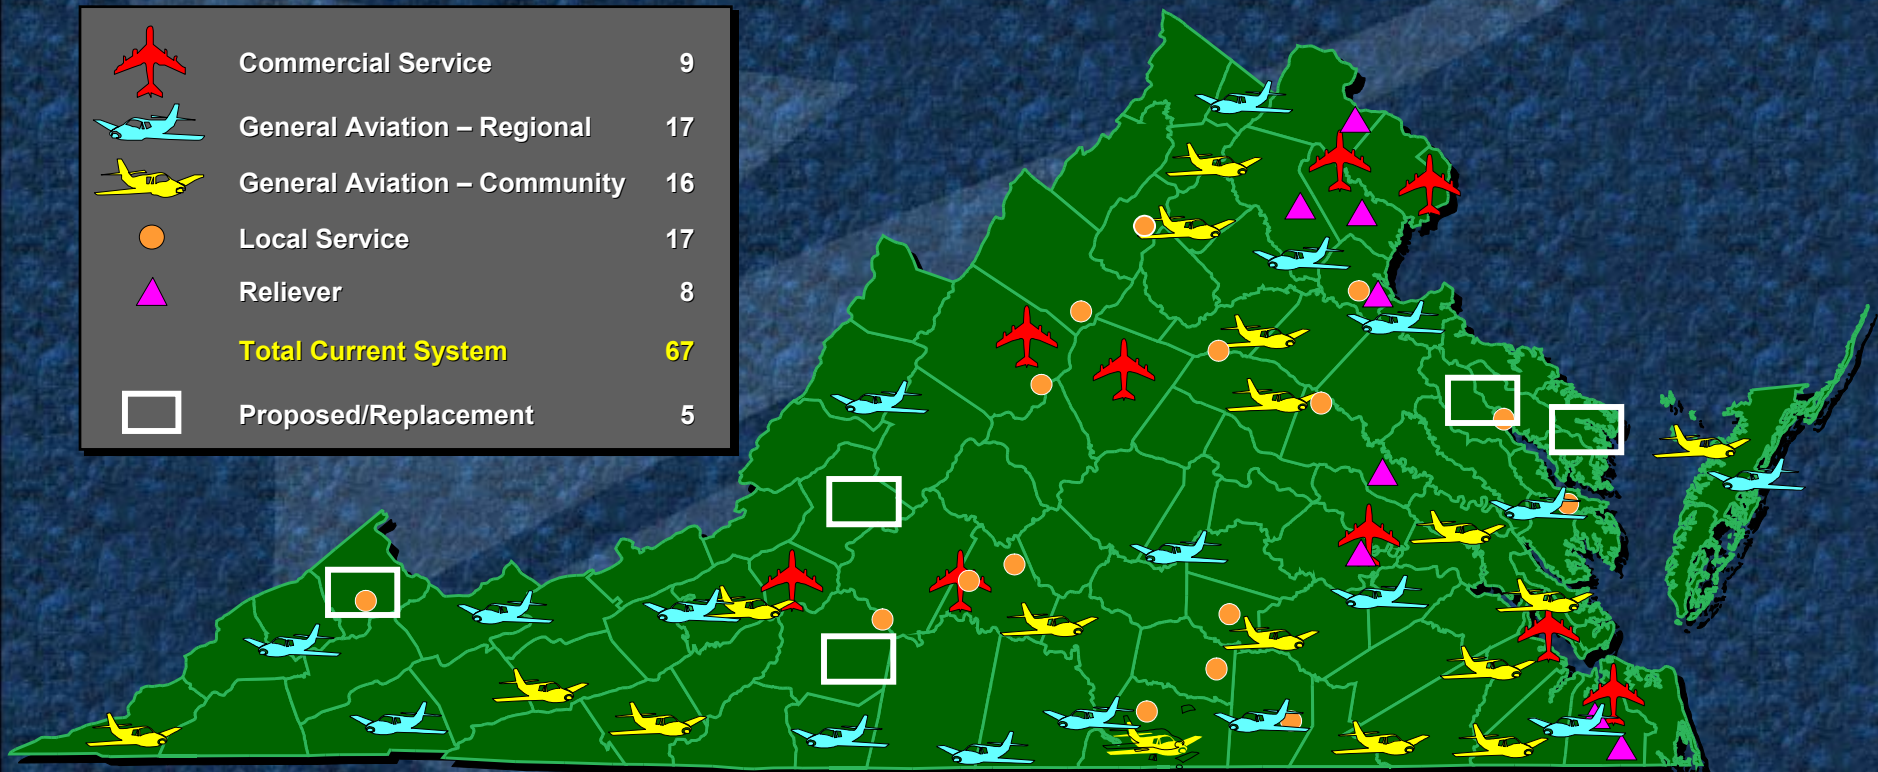 Commercial Service 9
General Aviation – Regional 17
General Aviation – Community 16
Local Service 17
Reliever 8
Total Current System 67
Proposed/Replacement 5